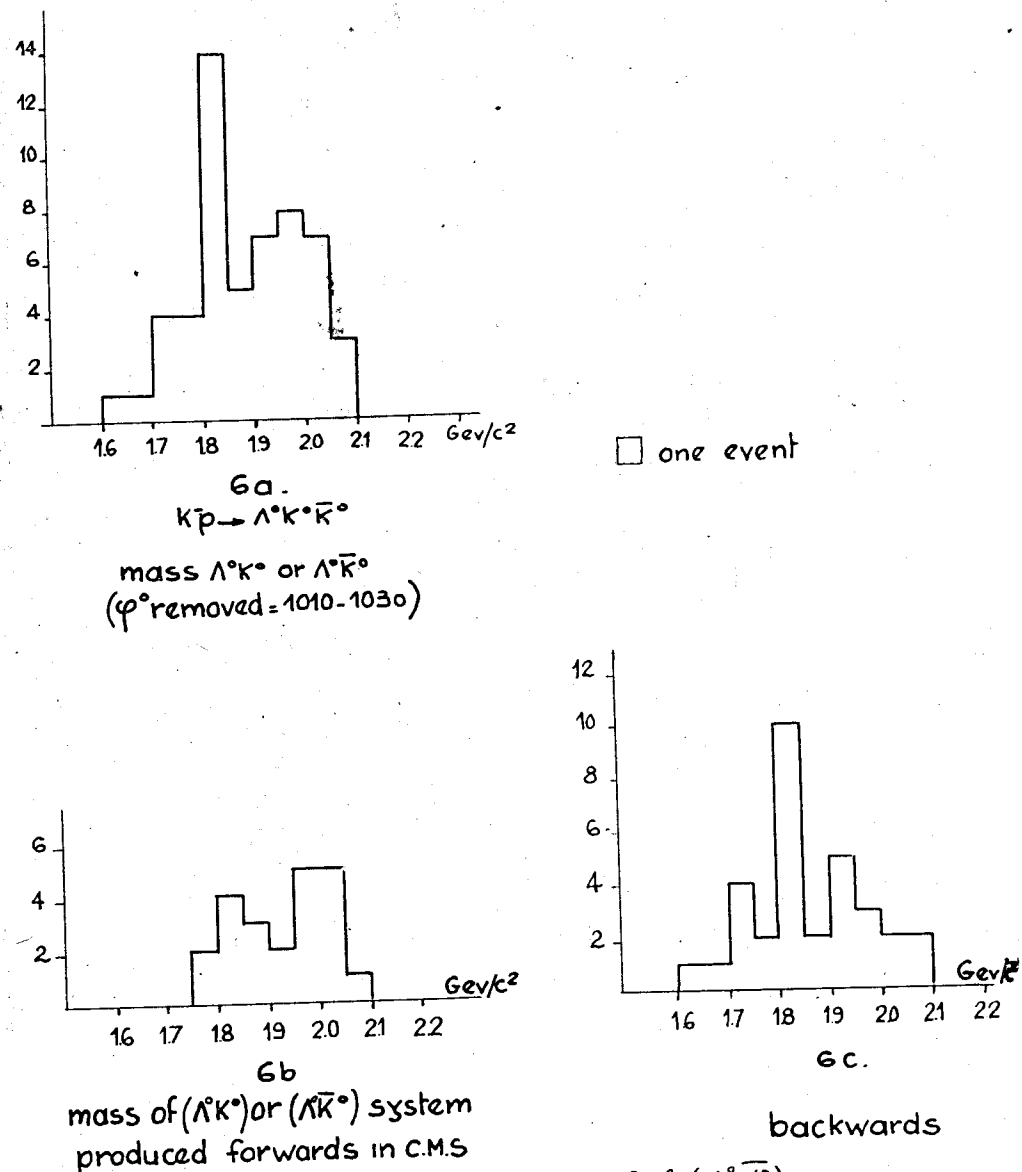 14
12
10
8
6
4
2
1.6 1.7 1.8 1.9 2.0 2.1 2.2 Gev/c²
6a.
K⁻p → Λ°K°K̅°
mass Λ°K° or Λ°K̅°
(φ° removed = 1010-1030)
□ one event
6
4
2
1.6 1.7 1.8 1.9 2.0 2.1 2.2
Gev/c²
6b
mass of (Λ°K°) or (Λ°K̅°) system
produced forwards in C.M.S
12
10
8
6
4
2
1.6 1.7 1.8 1.9 2.0 2.1 2.2
6c.
backwards